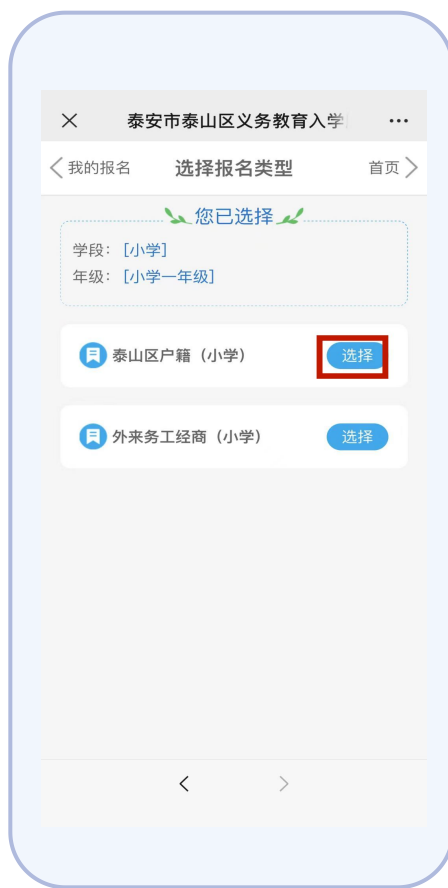 泰安市泰山区义务教育入学
我的报名 选择报名类型 首页
您已选择
学段：[小学]
年级：[小学一年级]
泰山区户籍（小学） 选择
外来务工经商（小学） 选择